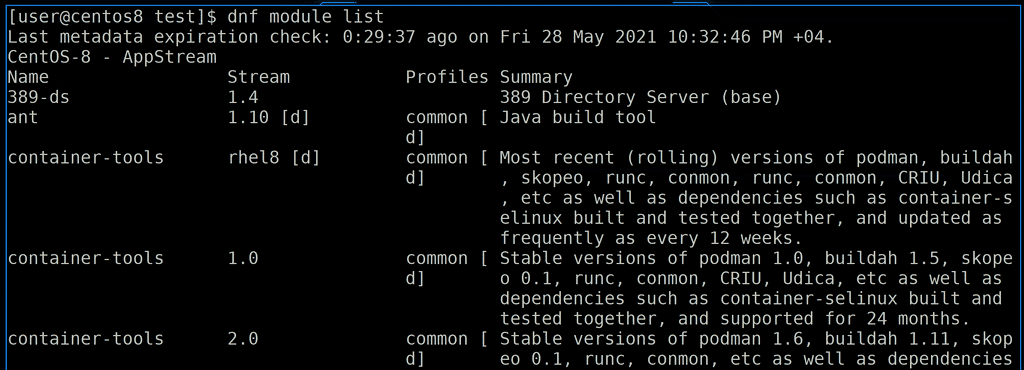 [user@centos8 test]$ dnf module list
Last metadata expiration check: 0:29:37 ago on Fri 28 May 2021 10:32:46 PM +04.
CentOS-8 - AppStream
Name Stream Profiles Summary
389-ds 1.4 389 Directory Server (base)
ant 1.10 [d] common [ Java build tool
d]
container-tools rhel8 [d] common [ Most recent (rolling) versions of podman, buildah
d] , skopeo, runc, conmon, runc, conmon, CRIU, Udica
, etc as well as dependencies such as container-s
elinux built and tested together, and updated as
frequently as every 12 weeks.
container-tools 1.0 common [ Stable versions of podman 1.0, buildah 1.5, skope
d] o 0.1, runc, conmon, CRIU, Udica, etc as well as
dependencies such as container-selinux built and
tested together, and supported for 24 months.
container-tools 2.0 common [ Stable versions of podman 1.6, buildah 1.11, skop
d] eo 0.1, runc, conmon, etc as well as dependencies